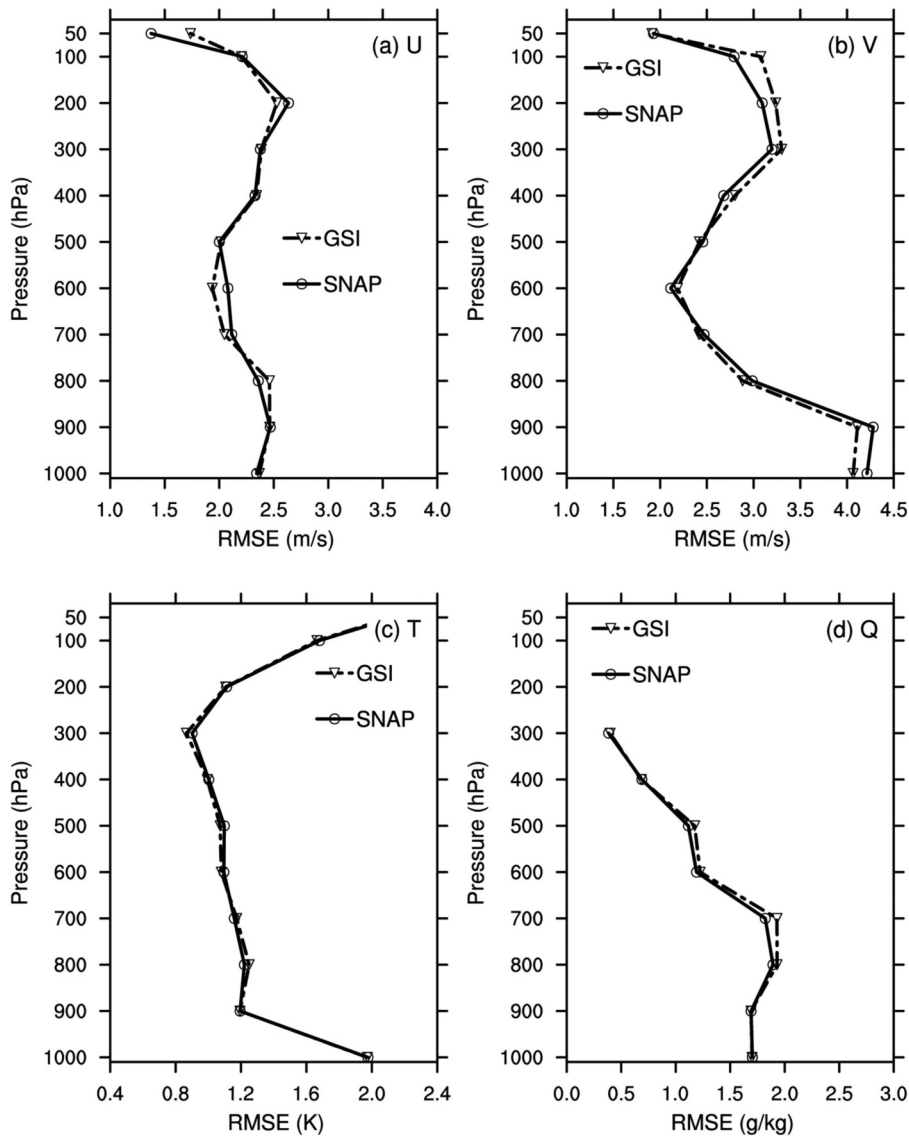 (a) U
GSI
SNAP
50
100
200
300
400
500
600
700
800
900
1000
Pressure (hPa)
1.0 1.5 2.0 2.5 3.0 3.5 4.0
RMSE (m/s)
(b) V
GSI
SNAP
50
100
200
300
400
500
600
700
800
900
1000
Pressure (hPa)
1.0 1.5 2.0 2.5 3.0 3.5 4.0 4.5
RMSE (m/s)
(c) T
GSI
SNAP
50
100
200
300
400
500
600
700
800
900
1000
Pressure (hPa)
0.4 0.8 1.2 1.6 2.0 2.4
RMSE (K)
(d) Q
GSI
SNAP
50
100
200
300
400
500
600
700
800
900
1000
Pressure (hPa)
0.0 0.5 1.0 1.5 2.0 2.5 3.0
RMSE (g/kg)